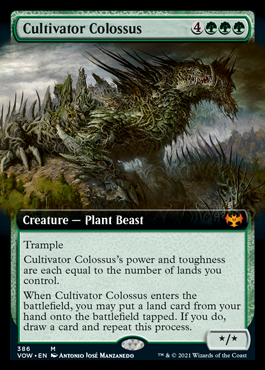 Cultivator Colossus 4
Creature — Plant Beast
Trample
Cultivator Colossus's power and toughness
are each equal to the number of lands you
control.
When Cultivator Colossus enters the
battlefield, you may put a land card from your
hand onto the battlefield tapped. If you do,
draw a card and repeat this process.
*/*
386 M
VOW • EN Antonio José Manzanedo ™ & © 2021 Wizards of the Coast